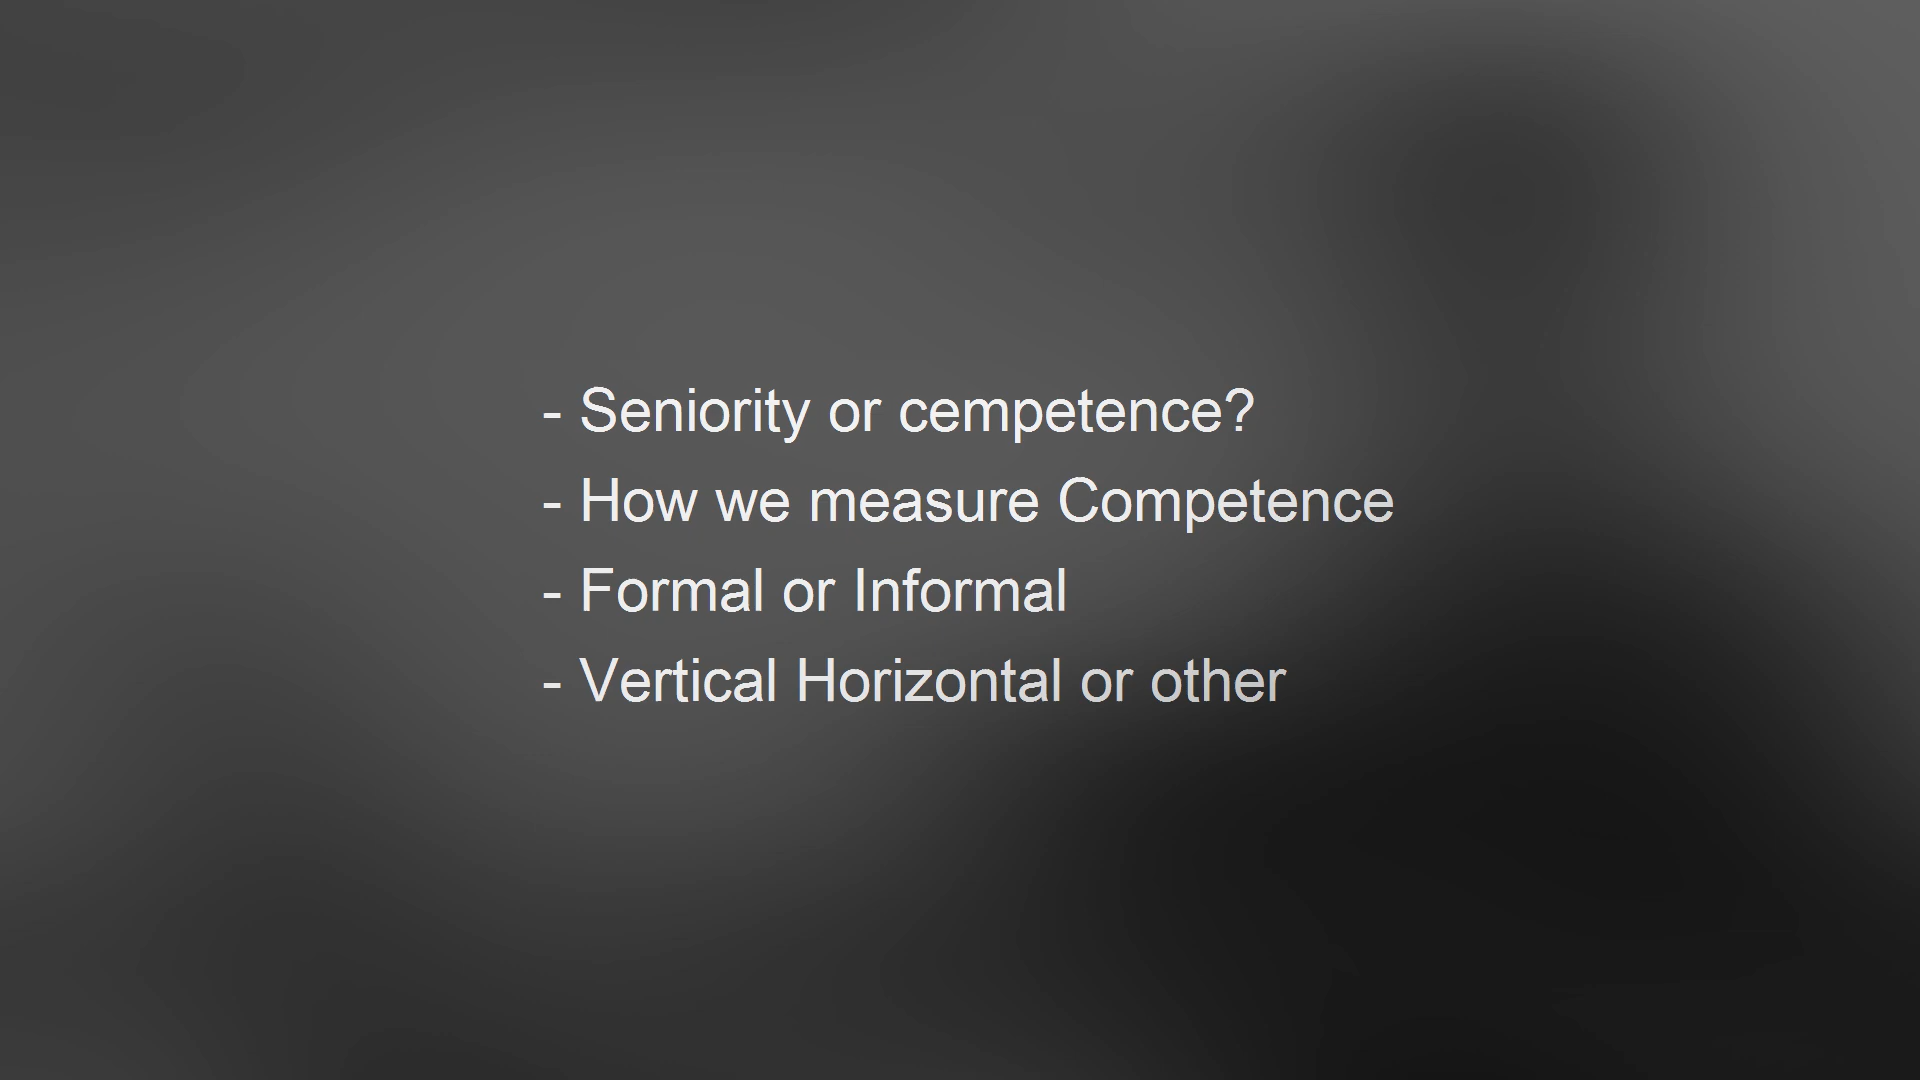 - Seniority or cempetence?
- How we measure Competence
- Formal or Informal
- Vertical Horizontal or other